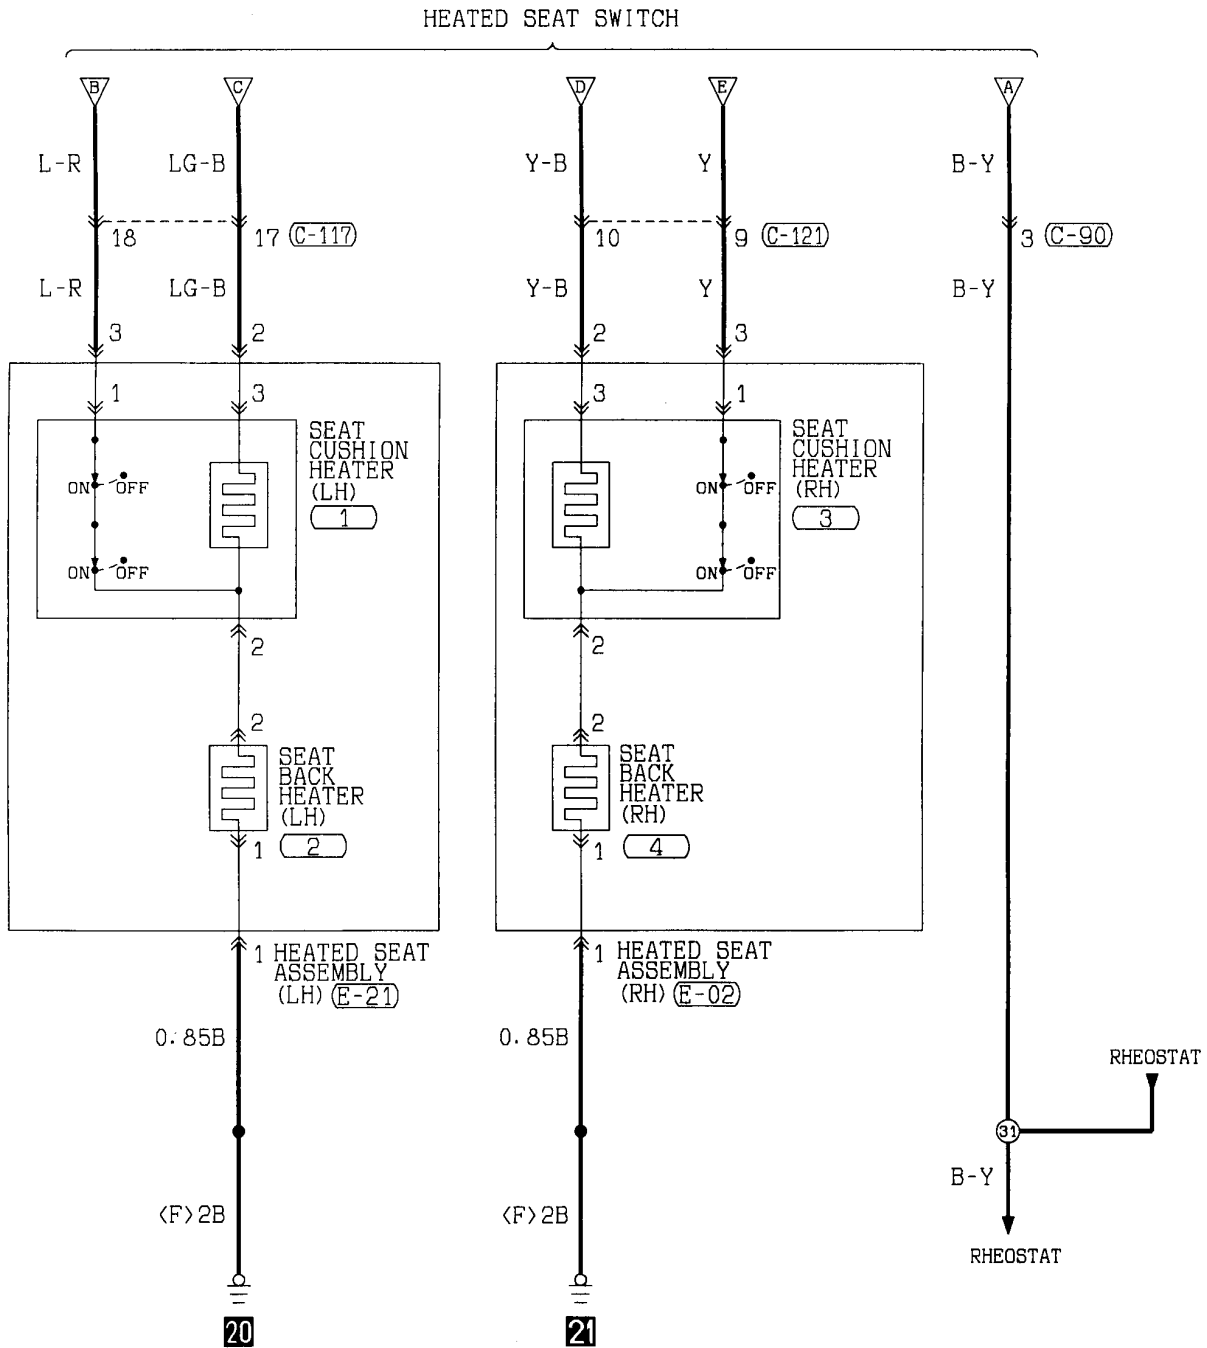 HEATED SEAT SWITCH
B C D E A
L-R LG-B Y-B Y B-Y
18 17 C-117 10 9 C-121 3 C-90
L-R LG-B Y-B Y B-Y
3 2 2 3
1 3 3 1
SEAT
CUSHION
HEATER
(LH)
1
ON OFF
ON OFF
SEAT
CUSHION
HEATER
(RH)
3
ON OFF
ON OFF
2 2
2 2
SEAT
BACK
HEATER
(LH)
2
1
SEAT
BACK
HEATER
(RH)
4
1
1 HEATED SEAT
ASSEMBLY
(LH) E-21
1 HEATED SEAT
ASSEMBLY
(RH) E-02
0.85B 0.85B
RHEOSTAT
31
B-Y
<F>2B <F>2B
RHEOSTAT
20 21